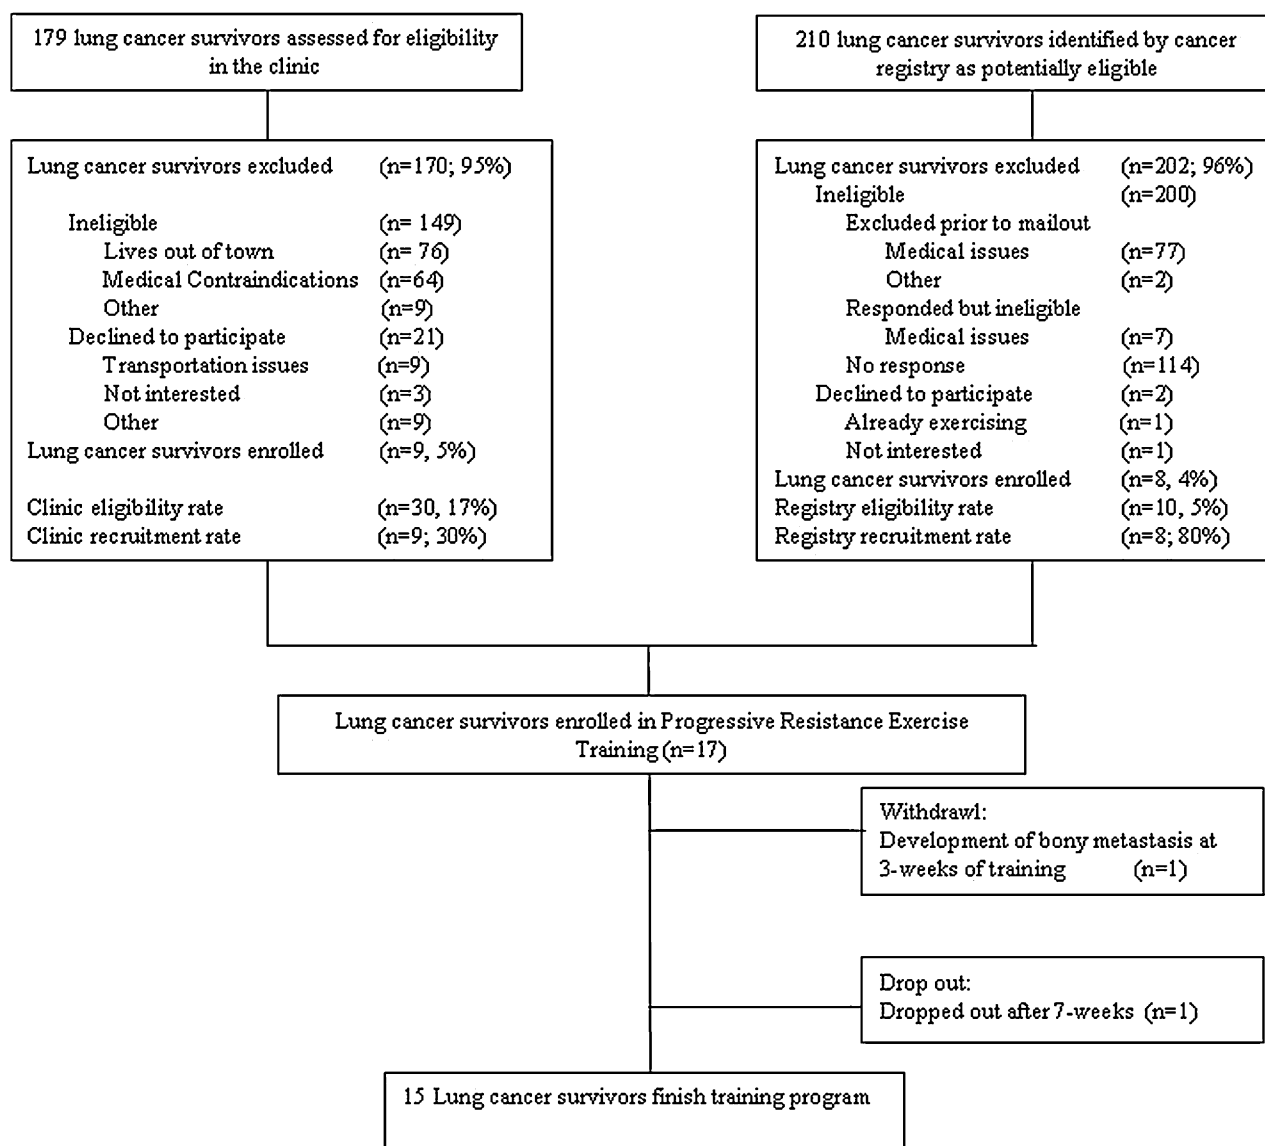 179 lung cancer survivors assessed for eligibility
in the clinic
210 lung cancer survivors identified by cancer
registry as potentially eligible
Lung cancer survivors excluded (n=170; 95%)
Ineligible (n= 149)
Lives out of town (n= 76)
Medical Contraindications (n=64)
Other (n=9)
Declined to participate (n=21)
Transportation issues (n=9)
Not interested (n=3)
Other (n=9)
Lung cancer survivors enrolled (n=9, 5%)
Clinic eligibility rate (n=30, 17%)
Clinic recruitment rate (n=9; 30%)
Lung cancer survivors excluded (n=202; 96%)
Ineligible (n=200)
Excluded prior to mailout
Medical issues (n=77)
Other (n=2)
Responded but ineligible
Medical issues (n=7)
No response (n=114)
Declined to participate (n=2)
Already exercising (n=1)
Not interested (n=1)
Lung cancer survivors enrolled (n=8, 4%)
Registry eligibility rate (n=10, 5%)
Registry recruitment rate (n=8; 80%)
Lung cancer survivors enrolled in Progressive Resistance Exercise
Training (n=17)
Withdrawl:
Development of bony metastasis at
3-weeks of training (n=1)
Drop out:
Dropped out after 7-weeks (n=1)
15 Lung cancer survivors finish training program